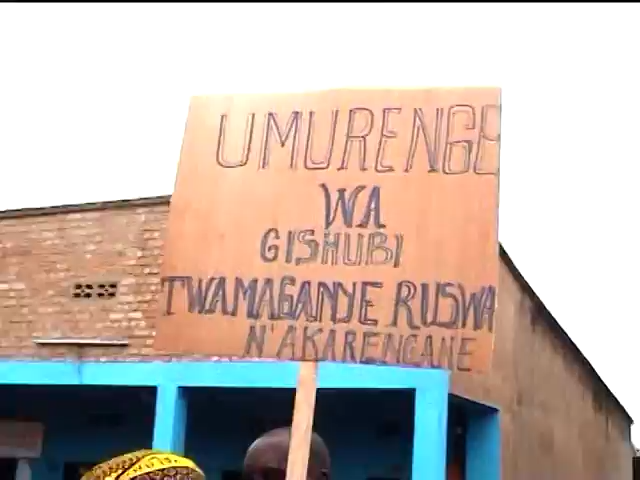 UMURENGE
WA
GISHUBI
TWAMAGANYE RUSWA
N'AKARENGANE